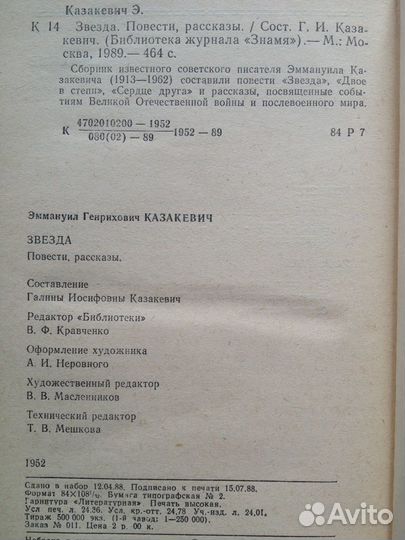 Казакевич Э.
К 14 Звезда. Повести, рассказы. / Сост. Г. И. Каза-
кевич. (Библиотека журнала «Знамя»).— М.: Мо-
сква, 1989.— 464 с.
Сборник известного советского писателя Эммануила Ка-
закевича (1913—1962) составили повести «Звезда», «Двое
в степи», «Сердце друга» и рассказы, посвященные собы-
тиям Великой Отечественной войны и послевоенного мира.
К 4702010200—1952
080(02)—89 1952—89 84 Р 7
Эммануил Генрихович КАЗАКЕВИЧ
ЗВЕЗДА
Повести, рассказы.
Составление
Галины Иосифовны Казакевич
Редактор «Библиотеки»
В. Ф. Кравченко
Оформление художника
А. И. Неровного
Художественный редактор
В. В. Масленников
Технический редактор
Т. В. Мешкова
1952
Сдано в набор 12.04.88. Подписано к печати 15.07.88.
Формат 84×108¹/₃₂. Бумага типографская № 2.
Гарнитура «Литературная» Печать высокая.
Усл печ. л. 24,36. Усл. кр.-отт. 24,78 Уч.-изд. л. 24,01.
Тираж 500 000 экз. (1-й завод: 1—250 000).
Заказ № 011. Цена 2 р. 00 к.
Avito